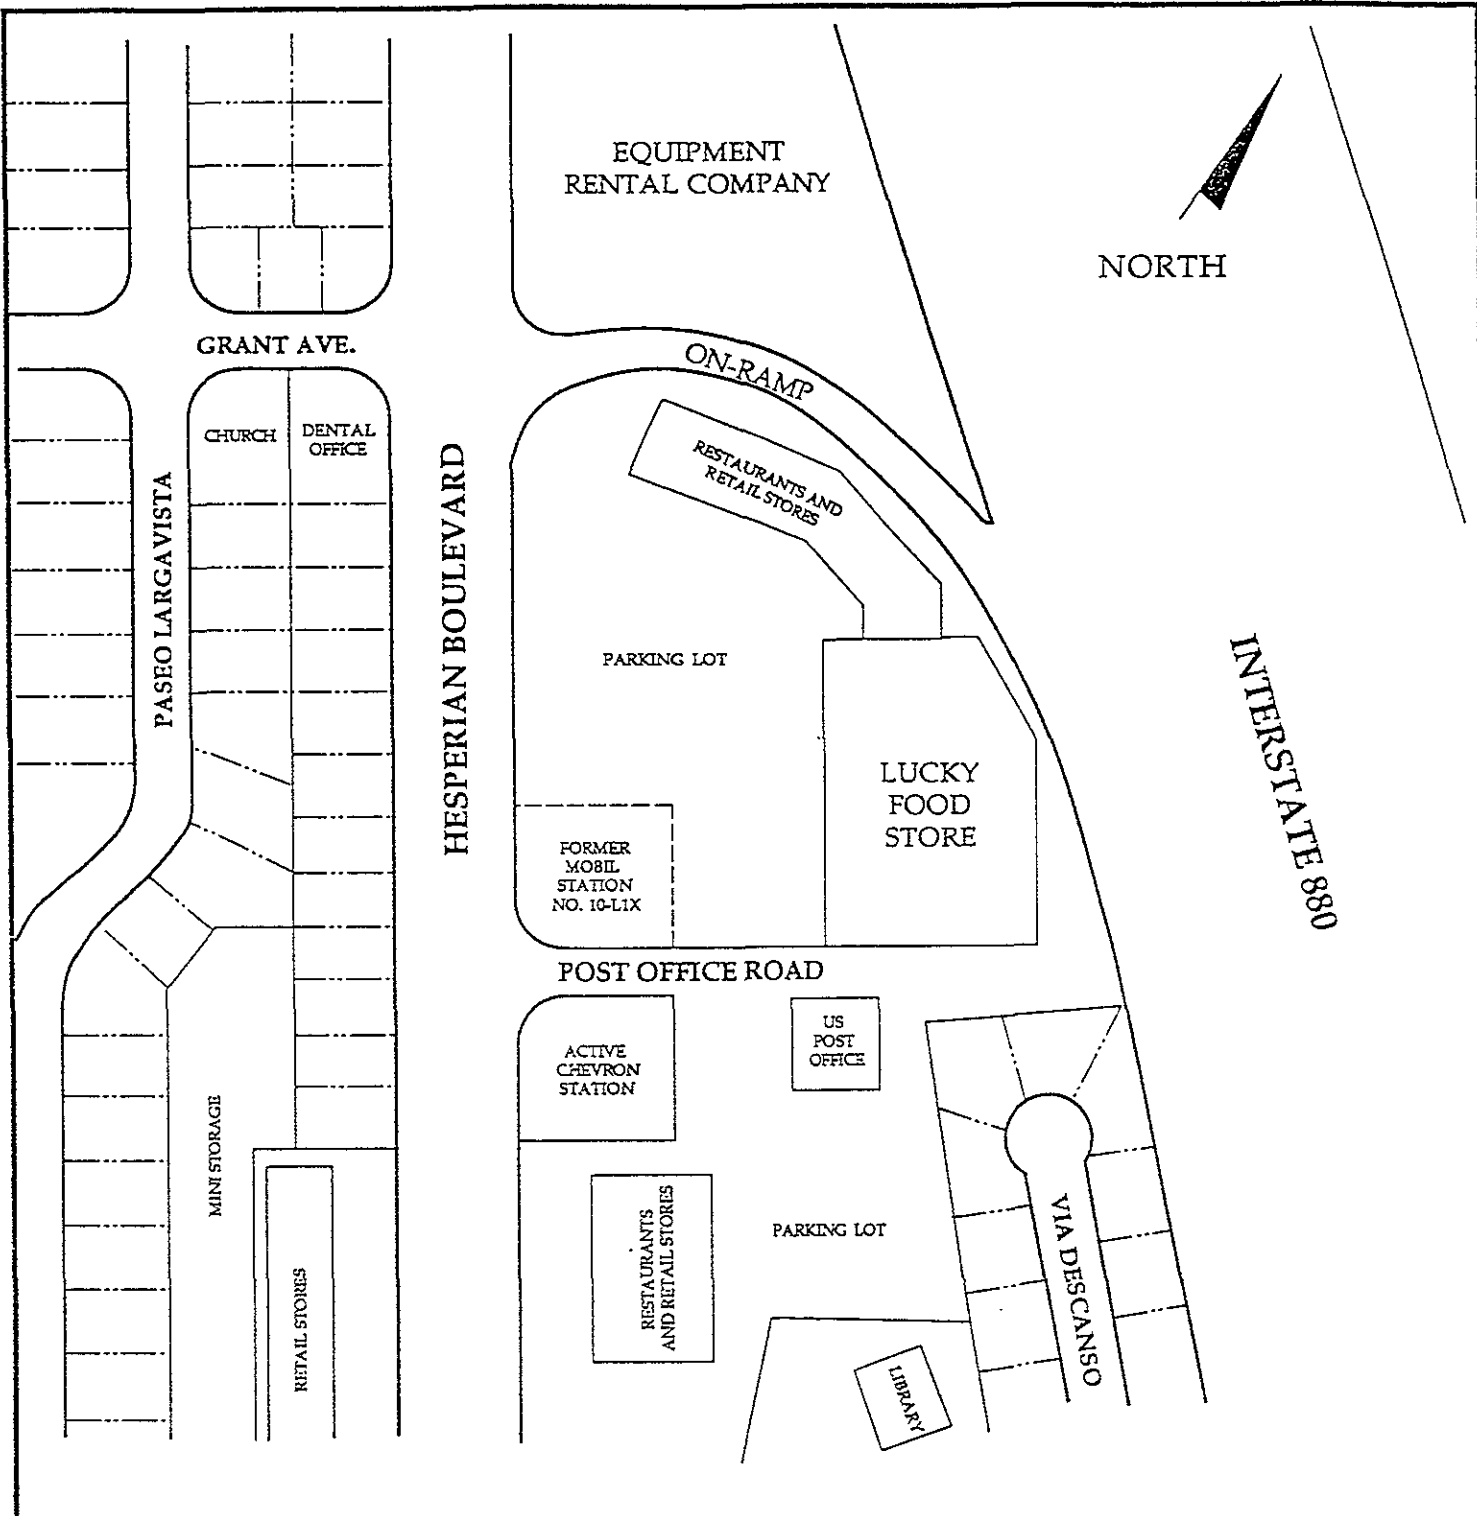 EQUIPMENT
RENTAL COMPANY
NORTH
GRANT AVE.
ON-RAMP
CHURCH
DENTAL
OFFICE
RESTAURANTS AND
RETAIL STORES
PASEO LARGAVISTA
HESPERIAN BOULEVARD
PARKING LOT
INTERSTATE 880
LUCKY
FOOD
STORE
FORMER
MOBIL
STATION
NO. 10-L1X
POST OFFICE ROAD
US
POST
OFFICE
ACTIVE
CHEVRON
STATION
MINI STORAGE
RESTAURANTS
AND RETAIL STORES
PARKING LOT
VIA DESCANSO
RETAIL STORES
LIBRARY